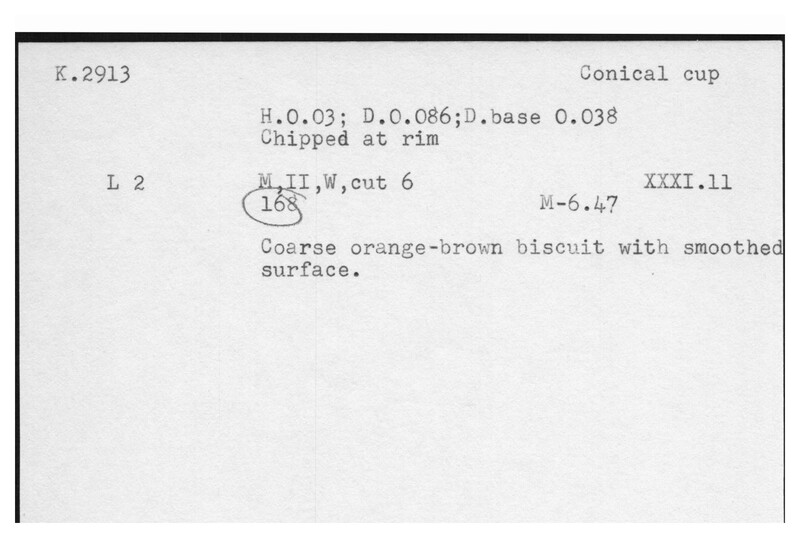 K.2913 Conical cup
H.0.03; D.0.086;D.base 0.038
Chipped at rim
L 2 M,II,W,cut 6 XXXI.11
168 M-6.47
Coarse orange-brown biscuit with smoothed
surface.